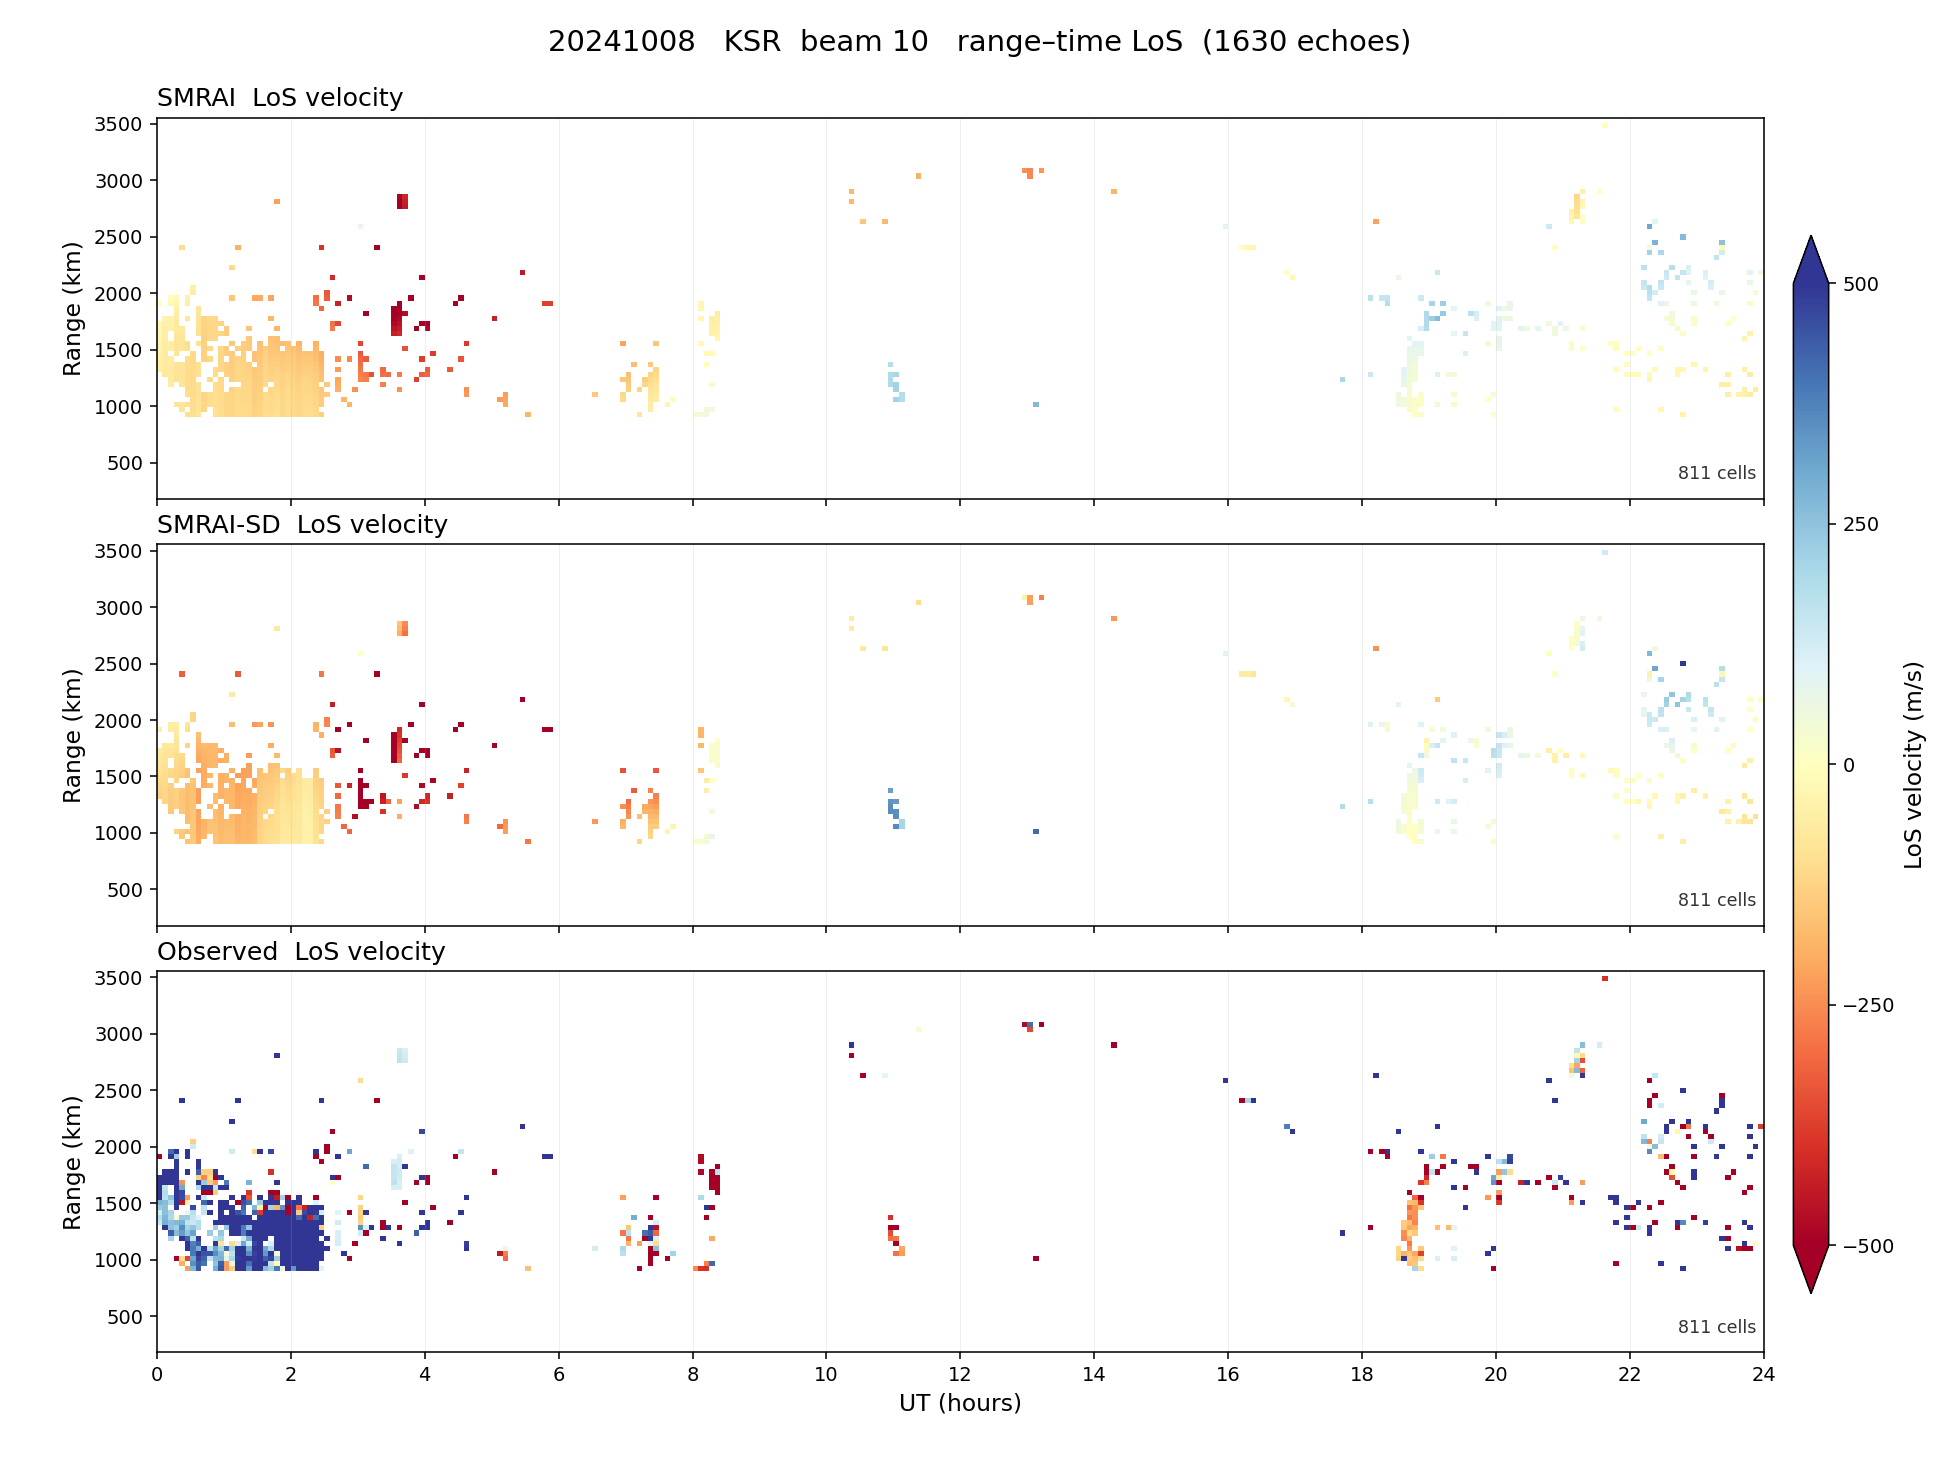 20241008   KSR  beam 10   range–time LoS  (1630 echoes)
SMRAI  LoS velocity
3500
3000
2500
2000
1500
1000
500
Range (km)
811 cells
SMRAI-SD  LoS velocity
3500
3000
2500
2000
1500
1000
500
Range (km)
811 cells
Observed  LoS velocity
3500
3000
2500
2000
1500
1000
500
Range (km)
811 cells
0 2 4 6 8 10 12 14 16 18 20 22 24
UT (hours)
500
250
0
−250
−500
LoS velocity (m/s)